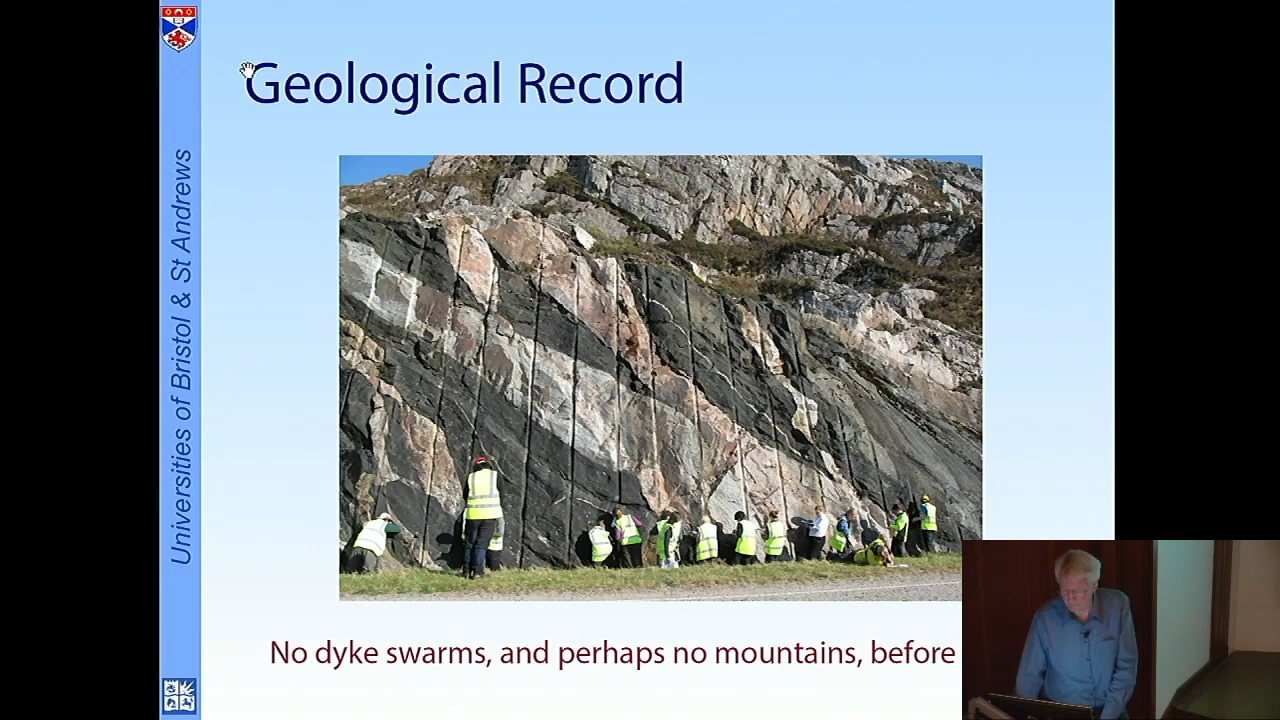 Geological Record
Universities of Bristol & St Andrews
No dyke swarms, and perhaps no mountains, before